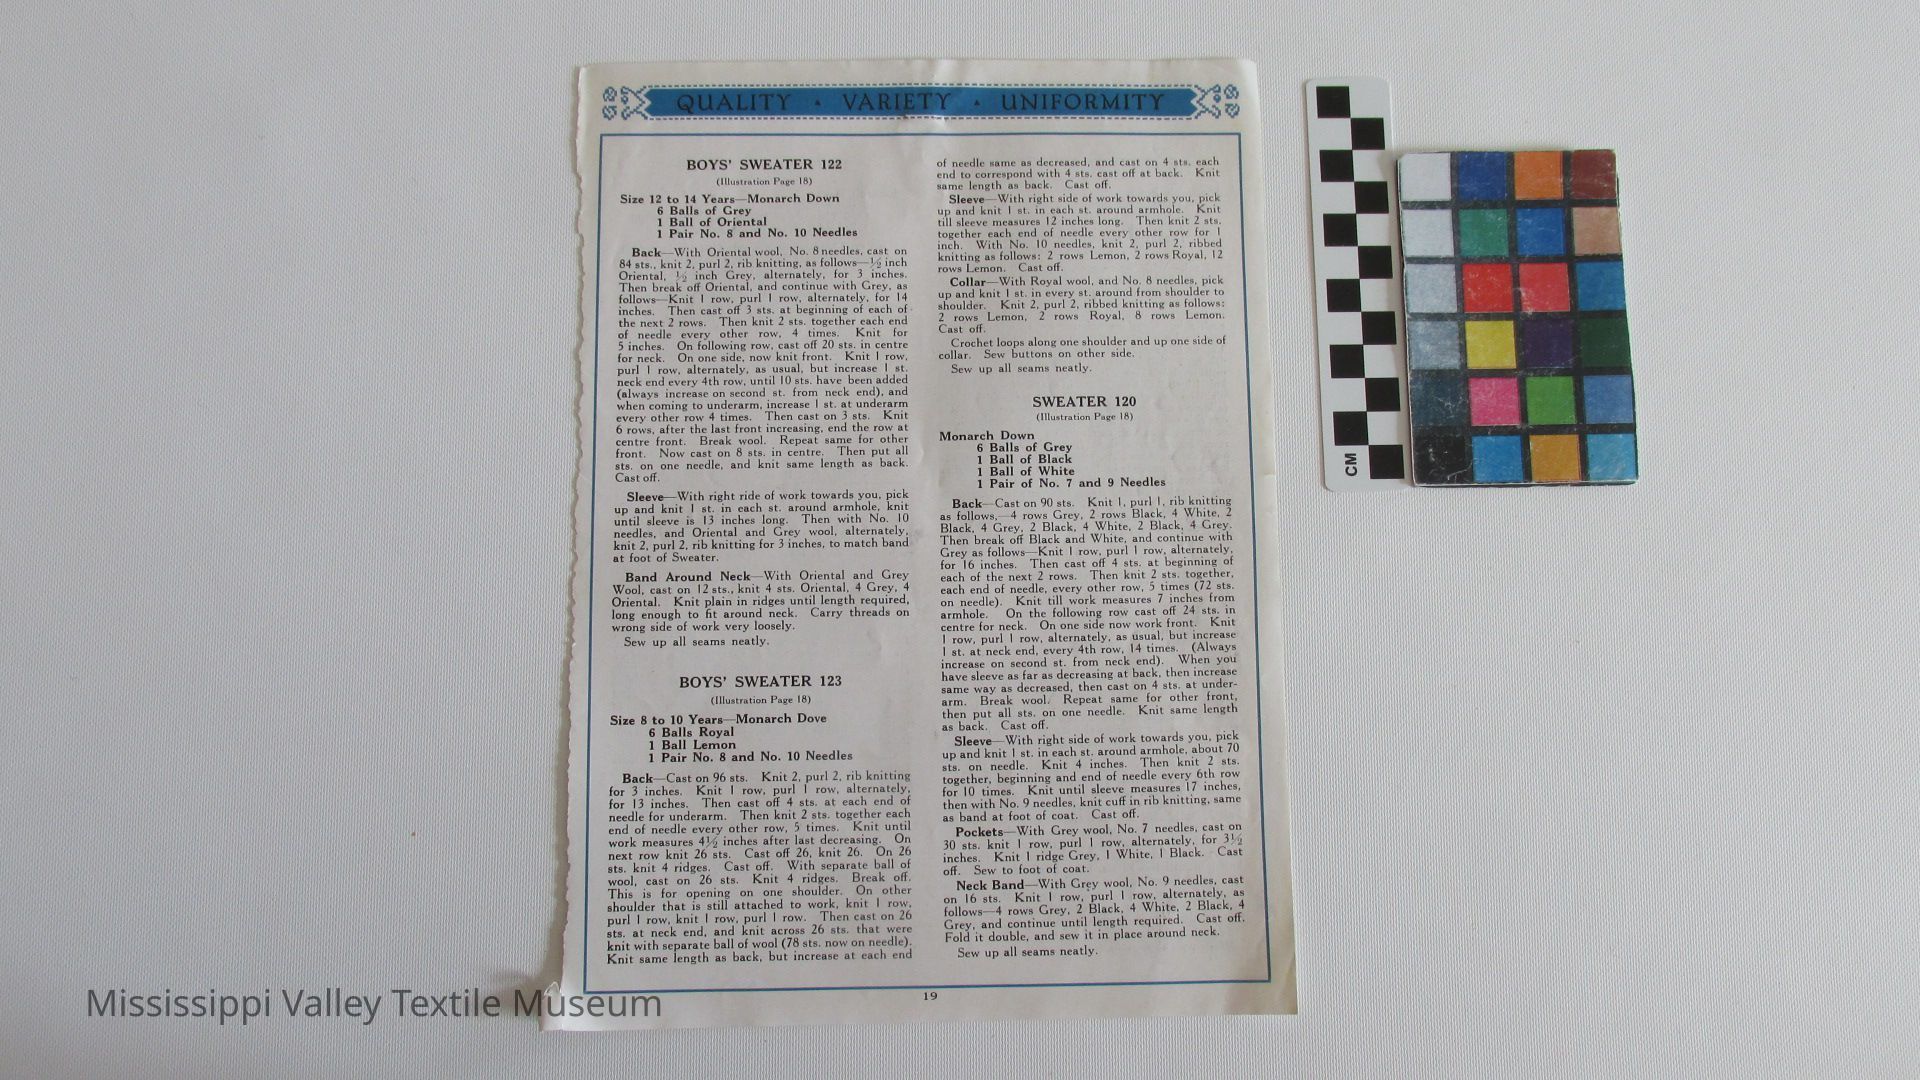 QUALITY • VARIETY • UNIFORMITY
BOYS' SWEATER 122
(Illustration Page 18)
Size 12 to 14 Years—Monarch Down
6 Balls of Grey
1 Ball of Oriental
1 Pair No. 8 and No. 10 Needles
Back—With Oriental wool, No. 8 needles, cast on
84 sts., knit 2, purl 2, rib knitting, as follows—½ inch
Oriental, ½ inch Grey, alternately, for 3 inches.
Then break off Oriental, and continue with Grey, as
follows—Knit 1 row, purl 1 row, alternately, for 14
inches. Then cast off 3 sts. at beginning of each of
the next 2 rows. Then knit 2 sts. together each end
of needle every other row, 4 times. Knit for
5 inches. On following row, cast off 20 sts. in centre
for neck. On one side, now knit front. Knit 1 row,
purl 1 row, alternately, as usual, but increase 1 st.
neck end every 4th row, until 10 sts. have been added
(always increase on second st. from neck end), and
when coming to underarm, increase 1 st. at underarm
every other row 4 times. Then cast on 3 sts. Knit
6 rows, after the last front increasing, end the row at
centre front. Break wool. Repeat same for other
front. Now cast on 8 sts. in centre. Then put all
sts. on one needle, and knit same length as back.
Cast off.
Sleeve—With right ride of work towards you, pick
up and knit 1 st. in each st. around armhole, knit
until sleeve is 13 inches long. Then with No. 10
needles, and Oriental and Grey wool, alternately,
knit 2, purl 2, rib knitting for 3 inches, to match band
at foot of Sweater.
Band Around Neck—With Oriental and Grey
Wool, cast on 12 sts., knit 4 sts. Oriental, 4 Grey, 4
Oriental. Knit plain in ridges until length required,
long enough to fit around neck. Carry threads on
wrong side of work very loosely.
Sew up all seams neatly.
BOYS' SWEATER 123
(Illustration Page 18)
Size 8 to 10 Years—Monarch Dove
6 Balls Royal
1 Ball Lemon
1 Pair No. 8 and No. 10 Needles
Back—Cast on 96 sts. Knit 2, purl 2, rib knitting
for 3 inches. Knit 1 row, purl 1 row, alternately,
for 13 inches. Then cast off 4 sts. at each end of
needle for underarm. Then knit 2 sts. together each
end of needle every other row, 5 times. Knit until
work measures 4½ inches after last decreasing. On
next row knit 26 sts. Cast off 26, knit 26. On 26
sts. knit 4 ridges. Cast off. With separate ball of
wool, cast on 26 sts. Knit 4 ridges. Break off.
This is for opening on one shoulder. On other
shoulder that is still attached to work, knit 1 row,
purl 1 row, knit 1 row, purl 1 row. Then cast on 26
sts. at neck end, and knit across 26 sts. that were
knit with separate ball of wool (78 sts. now on needle).
Knit same length as back, but increase at each end
of needle same as decreased, and cast on 4 sts. each
end to correspond with 4 sts. cast off at back. Knit
same length as back. Cast off.
Sleeve—With right side of work towards you, pick
up and knit 1 st. in each st. around armhole. Knit
till sleeve measures 12 inches long. Then knit 2 sts.
together each end of needle every other row for 1
inch. With No. 10 needles, knit 2, purl 2, ribbed
knitting as follows: 2 rows Lemon, 2 rows Royal, 12
rows Lemon. Cast off.
Collar—With Royal wool, and No. 8 needles, pick
up and knit 1 st. in every st. around from shoulder to
shoulder. Knit 2, purl 2, ribbed knitting as follows:
2 rows Lemon, 2 rows Royal, 8 rows Lemon.
Cast off.
Crochet loops along one shoulder and up one side of
collar. Sew buttons on other side.
Sew up all seams neatly.
SWEATER 120
(Illustration Page 18)
Monarch Down
6 Balls of Grey
1 Ball of Black
1 Ball of White
1 Pair of No. 7 and 9 Needles
Back—Cast on 90 sts. Knit 1, purl 1, rib knitting
as follows,—4 rows Grey, 2 rows Black, 4 White, 2
Black, 4 Grey, 2 Black, 4 White, 2 Black, 4 Grey.
Then break off Black and White, and continue with
Grey as follows—Knit 1 row, purl 1 row, alternately,
for 16 inches. Then cast off 4 sts. at beginning of
each of the next 2 rows. Then knit 2 sts. together,
each end of needle, every other row, 5 times (72 sts.
on needle). Knit till work measures 7 inches from
armhole. On the following row cast off 24 sts. in
centre for neck. On one side now work front. Knit
1 row, purl 1 row, alternately, as usual, but increase
1 st. at neck end, every 4th row, 14 times. (Always
increase on second st. from neck end). When you
have sleeve as far as decreasing at back, then increase
same way as decreased, then cast on 4 sts. at under-
arm. Break wool. Repeat same for other front,
then put all sts. on one needle. Knit same length
as back. Cast off.
Sleeve—With right side of work towards you, pick
up and knit 1 st. in each st. around armhole, about 70
sts. on needle. Knit 4 inches. Then knit 2 sts.
together, beginning and end of needle every 6th row
for 10 times. Knit until sleeve measures 17 inches,
then with No. 9 needles, knit cuff in rib knitting, same
as band at foot of coat. Cast off.
Pockets—With Grey wool, No. 7 needles, cast on
30 sts. knit 1 row, purl 1 row, alternately, for 3½
inches. Knit 1 ridge Grey, 1 White, 1 Black. Cast
off. Sew to foot of coat.
Neck Band—With Grey wool, No. 9 needles, cast
on 16 sts. Knit 1 row, purl 1 row, alternately, as
follows—4 rows Grey, 2 Black, 4 White, 2 Black, 4
Grey, and continue until length required. Cast off.
Fold it double, and sew it in place around neck.
Sew up all seams neatly.
19
CM
Mississippi Valley Textile Museum